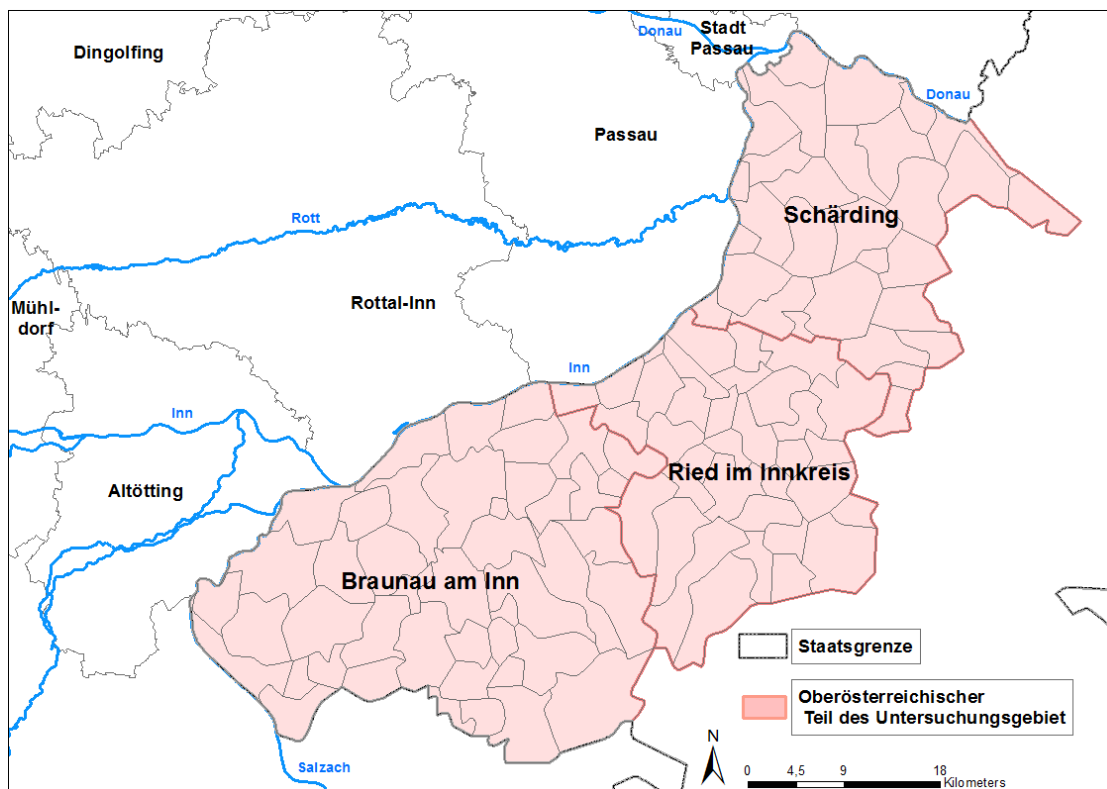 Stadt
Passau
Donau
Dingolfing
Donau
Passau
Rott
Schärding
Mühl-
dorf
Rottal-Inn
Inn
Inn
Ried im Innkreis
Altötting
Braunau am Inn
Staatsgrenze
Oberösterreichischer
Teil des Untersuchungsgebiet
N
Salzach
0 4,5 9 18
Kilometers